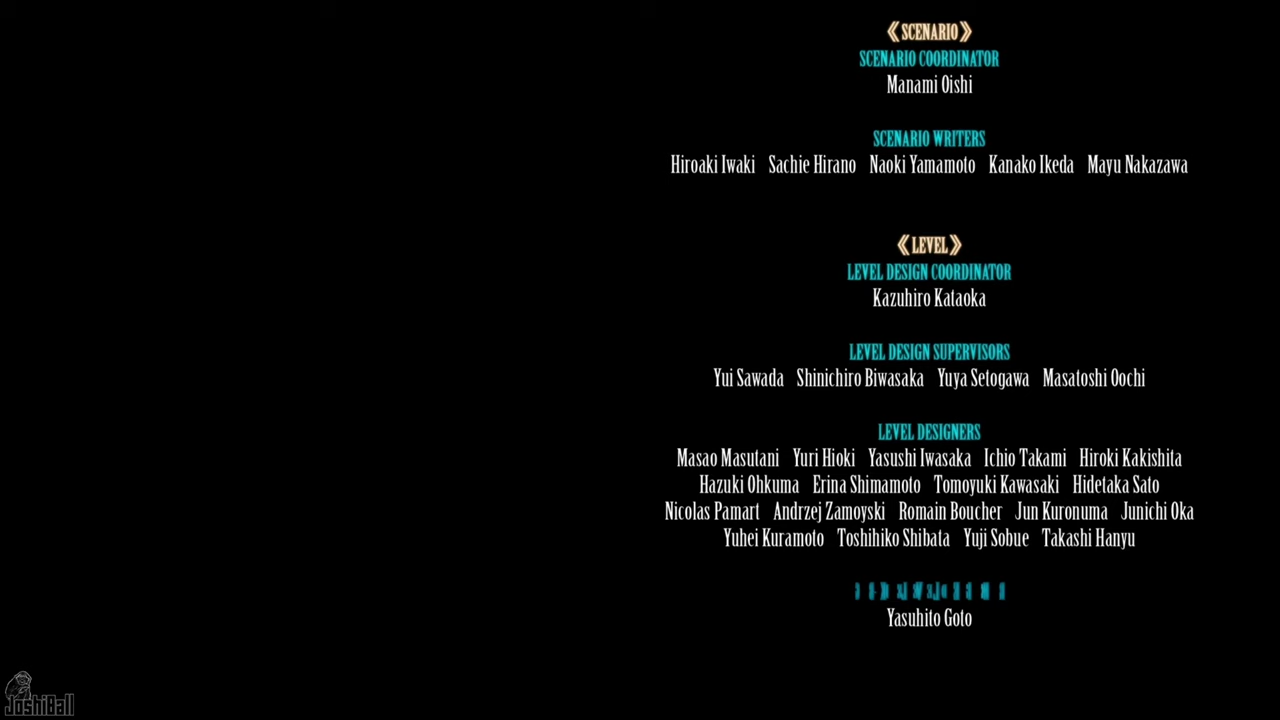 《SCENARIO》
SCENARIO COORDINATOR
Manami Oishi
SCENARIO WRITERS
Hiroaki Iwaki Sachie Hirano Naoki Yamamoto Kanako Ikeda Mayu Nakazawa
《LEVEL》
LEVEL DESIGN COORDINATOR
Kazuhiro Kataoka
LEVEL DESIGN SUPERVISORS
Yui Sawada Shinichiro Biwasaka Yuya Setogawa Masatoshi Oochi
LEVEL DESIGNERS
Masao Masutani Yuri Hioki Yasushi Iwasaka Ichio Takami Hiroki Kakishita
Hazuki Ohkuma Erina Shimamoto Tomoyuki Kawasaki Hidetaka Sato
Nicolas Pamart Andrzej Zamoyski Romain Boucher Jun Kuronuma Junichi Oka
Yuhei Kuramoto Toshihiko Shibata Yuji Sobue Takashi Hanyu
Yasuhito Goto
JoshiBall